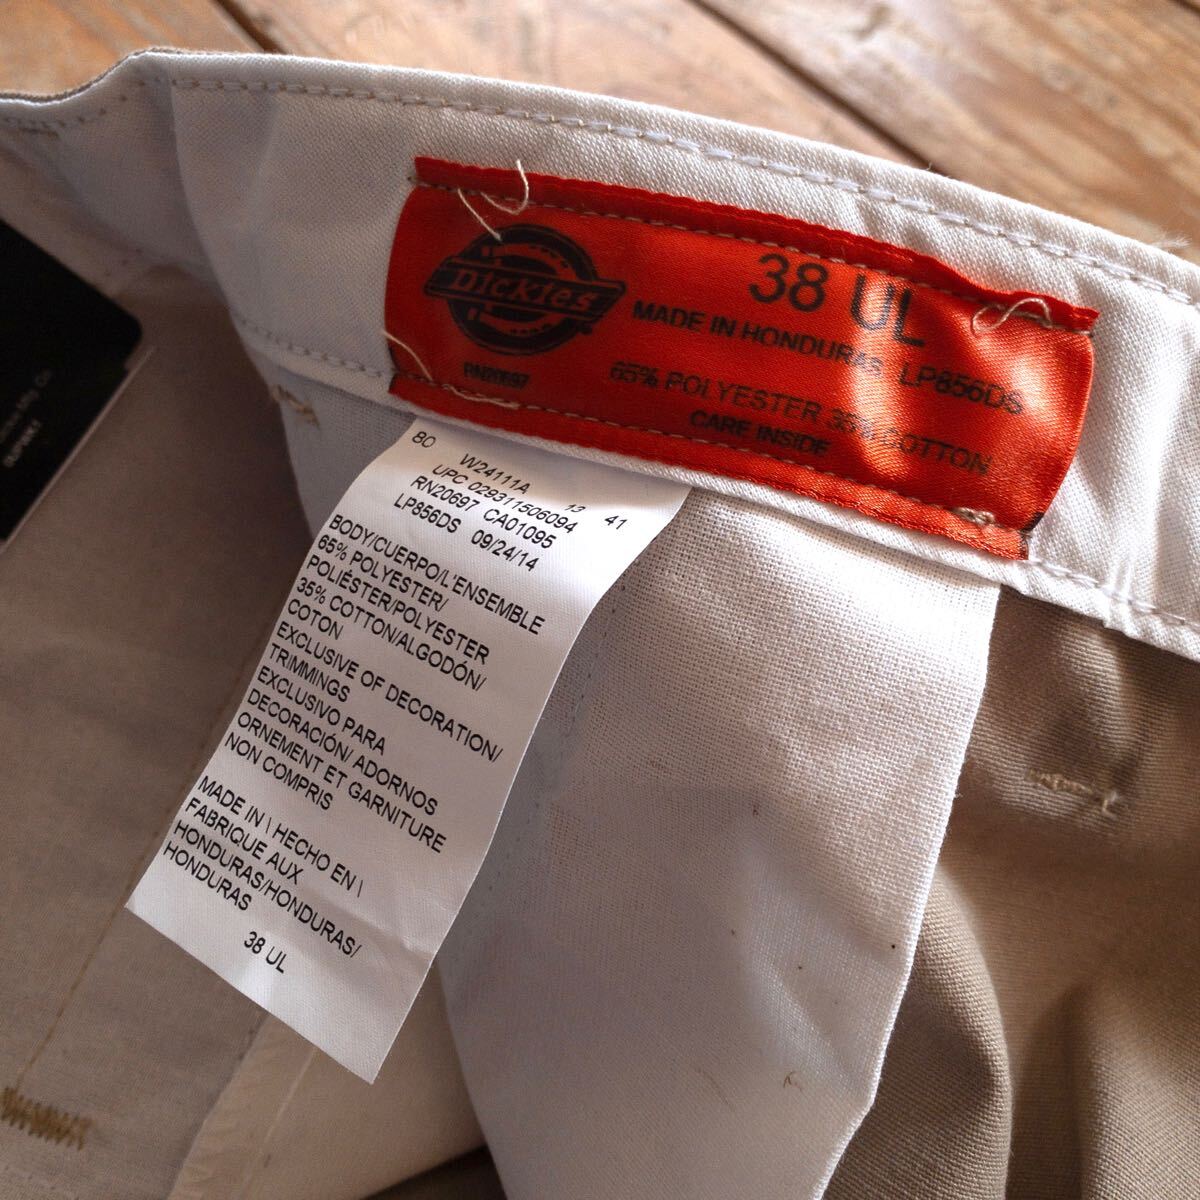 Dickies
38 UL
MADE IN HONDURAS LP856DS
RN20697
65% POLYESTER 35% COTTON
CARE INSIDE
80 W24111A 13 41
UPC 029311506094
RN20697 CA01095
LP856DS 09/24/14
BODY/CUERPO/L'ENSEMBLE
65% POLYESTER/
POLIÉSTER/POLYESTER
35% COTTON/ALGODÓN/
COTON
EXCLUSIVE OF DECORATION/
TRIMMINGS
EXCLUSIVO PARA
DECORACIÓN/ ADORNOS
ORNEMENT ET GARNITURE
NON COMPRIS
MADE IN \ HECHO EN \
FABRIQUE AUX
HONDURAS/HONDURAS/
HONDURAS
38 UL